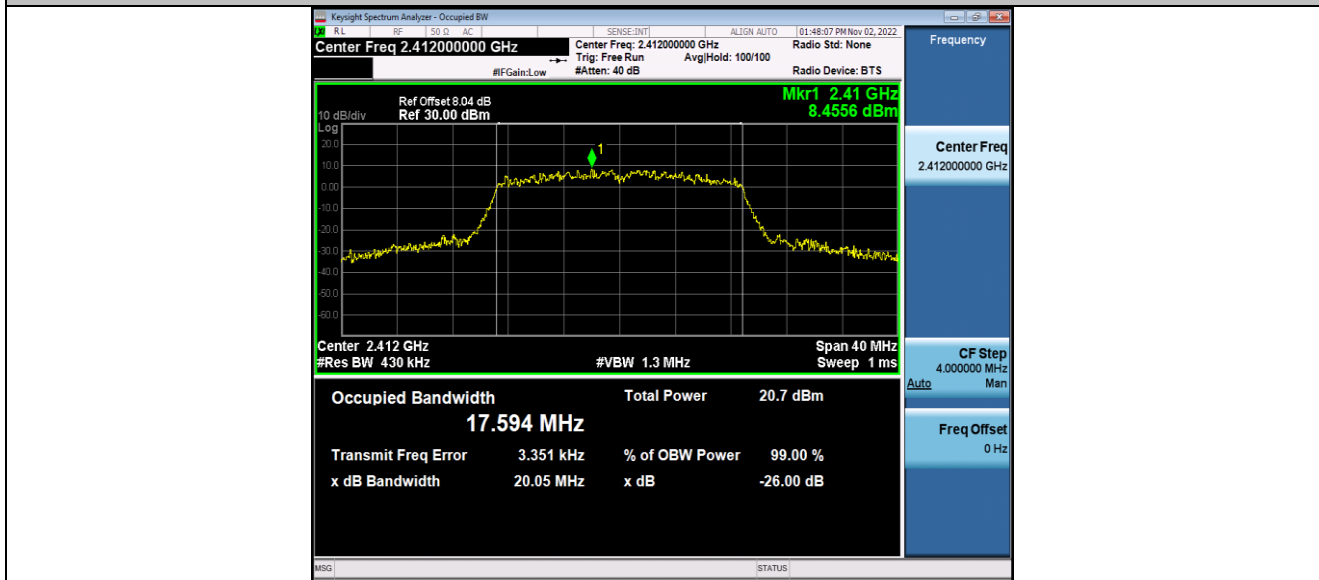 Keysight Spectrum Analyzer - Occupied BW
RL RF 50 Ω AC SENSE:INT ALIGN AUTO 01:48:07 PM Nov 02, 2022
Center Freq 2.412000000 GHz
Center Freq: 2.412000000 GHz Radio Std: None
Trig: Free Run Avg|Hold: 100/100
#IFGain:Low #Atten: 40 dB Radio Device: BTS
Frequency
Mkr1 2.41 GHz
8.4556 dBm
Ref Offset 8.04 dB
10 dB/div Ref 30.00 dBm
Log
20.0
10.0
0.00
-10.0
-20.0
-30.0
-40.0
-50.0
-60.0
1
Center 2.412 GHz Span 40 MHz
#Res BW 430 kHz #VBW 1.3 MHz Sweep 1 ms
Center Freq
2.412000000 GHz
CF Step
4.000000 MHz
Auto Man
Freq Offset
0 Hz
Occupied Bandwidth Total Power 20.7 dBm
17.594 MHz
Transmit Freq Error 3.351 kHz % of OBW Power 99.00 %
x dB Bandwidth 20.05 MHz x dB -26.00 dB
MSG STATUS